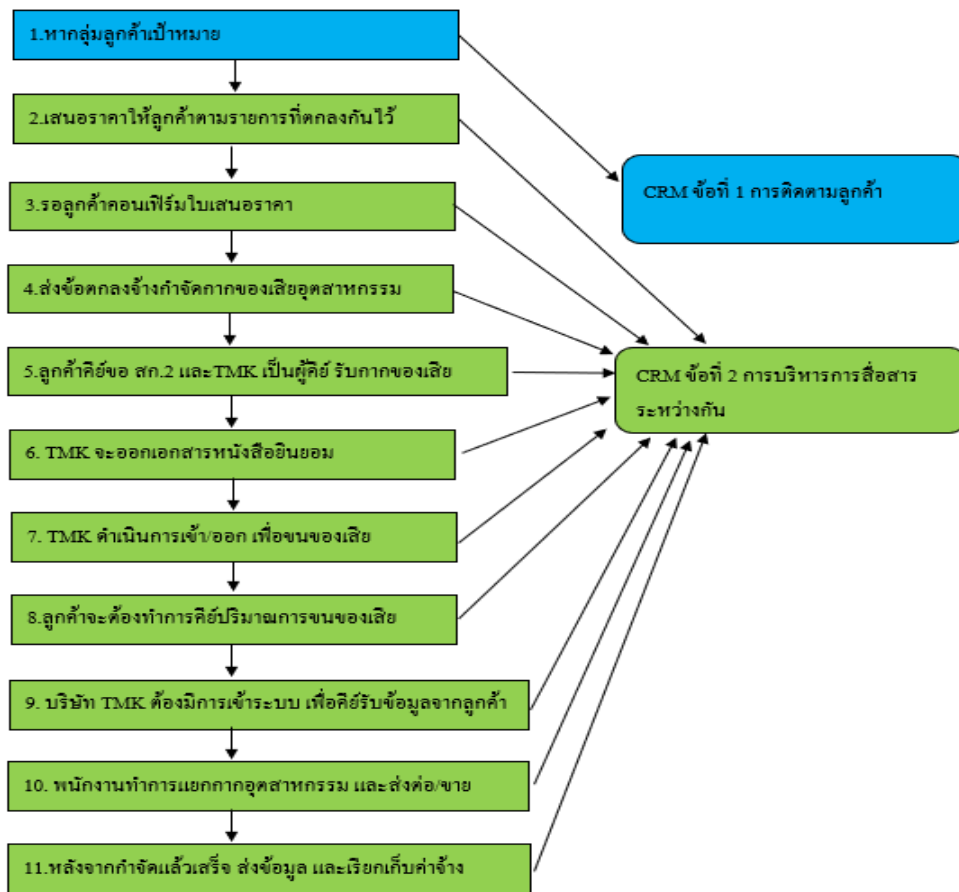 1.หากลุ่มลูกค้าเป้าหมาย
2.เสนอราคาให้ลูกค้าตามรายการที่ตกลงกันไว้
3.รอลูกค้าคอนเฟิร์มใบเสนอราคา
4.ส่งข้อตกลงจ้างกำจัดกากของเสียอุตสาหกรรม
5.ลูกค้าคีย์ขอ สก.2 และTMK เป็นผู้คีย์ รับกากของเสีย
6. TMK จะออกเอกสารหนังสือยินยอม
7. TMK ดำเนินการเข้า/ออก เพื่อขนของเสีย
8.ลูกค้าจะต้องทำการคีย์ปริมาณการขนของเสีย
9. บริษัท TMK ต้องมีการเข้าระบบ เพื่อคีย์รับข้อมูลจากลูกค้า
10. พนักงานทำการแยกกากอุตสาหกรรม และส่งต่อ/ขาย
11.หลังจากกำจัดแล้วเสร็จ ส่งข้อมูล และเรียกเก็บค่าจ้าง
CRM ข้อที่ 1 การติดตามลูกค้า
CRM ข้อที่ 2 การบริหารการสื่อสาร
ระหว่างกัน